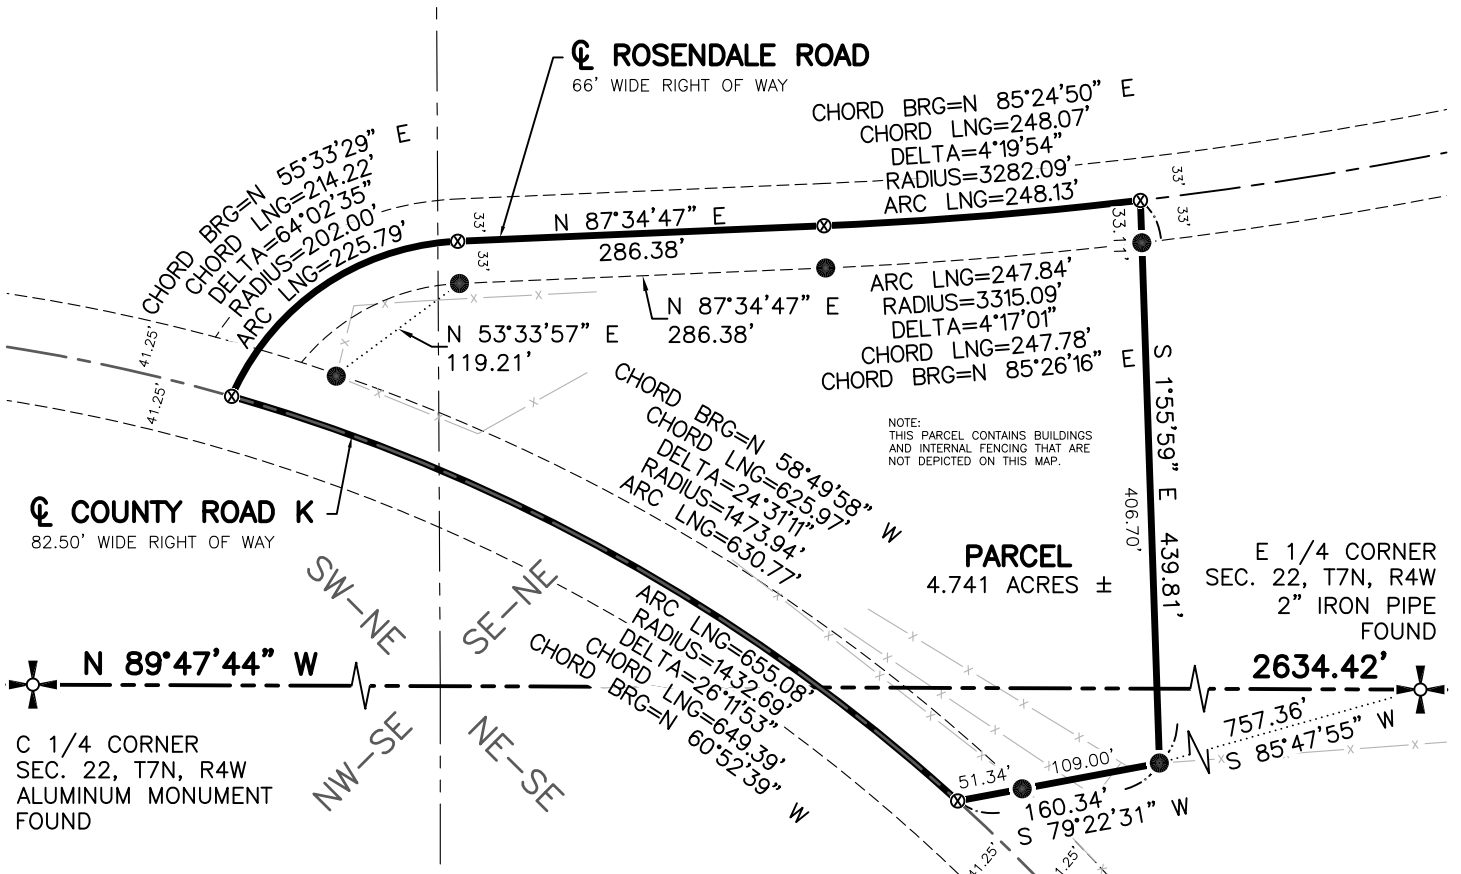 ℄ ROSENDALE ROAD
66' WIDE RIGHT OF WAY
CHORD BRG=N 55°33'29" E
CHORD LNG=214.22'
DELTA=64°02'35"
RADIUS=202.00'
ARC LNG=225.79'
CHORD BRG=N 85°24'50" E
CHORD LNG=248.07'
DELTA=4°19'54"
RADIUS=3282.09'
ARC LNG=248.13'
33'
33'
N 87°34'47" E
286.38'
33'
33'
33.11'
N 87°34'47" E
286.38'
ARC LNG=247.84'
RADIUS=3315.09'
DELTA=4°17'01"
CHORD LNG=247.78'
CHORD BRG=N 85°26'16" E
N 53°33'57" E
119.21'
41.25'
41.25'
CHORD BRG=N 58°49'58" W
CHORD LNG=625.97'
DELTA=24°31'11"
RADIUS=1473.94'
ARC LNG=630.77'
NOTE:
THIS PARCEL CONTAINS BUILDINGS
AND INTERNAL FENCING THAT ARE
NOT DEPICTED ON THIS MAP.
S 1°55'59" E 439.81'
406.70'
℄ COUNTY ROAD K
82.50' WIDE RIGHT OF WAY
PARCEL
4.741 ACRES ±
E 1/4 CORNER
SEC. 22, T7N, R4W
2" IRON PIPE
FOUND
SW-NE
SE-NE
ARC LNG=655.08'
RADIUS=1432.69'
DELTA=26°11'53"
CHORD LNG=649.39'
CHORD BRG=N 60°52'39" W
N 89°47'44" W
2634.42'
C 1/4 CORNER
SEC. 22, T7N, R4W
ALUMINUM MONUMENT
FOUND
NW-SE
NE-SE
757.36'
S 85°47'55" W
51.34'
109.00'
160.34'
S 79°22'31" W
41.25'
1.25'